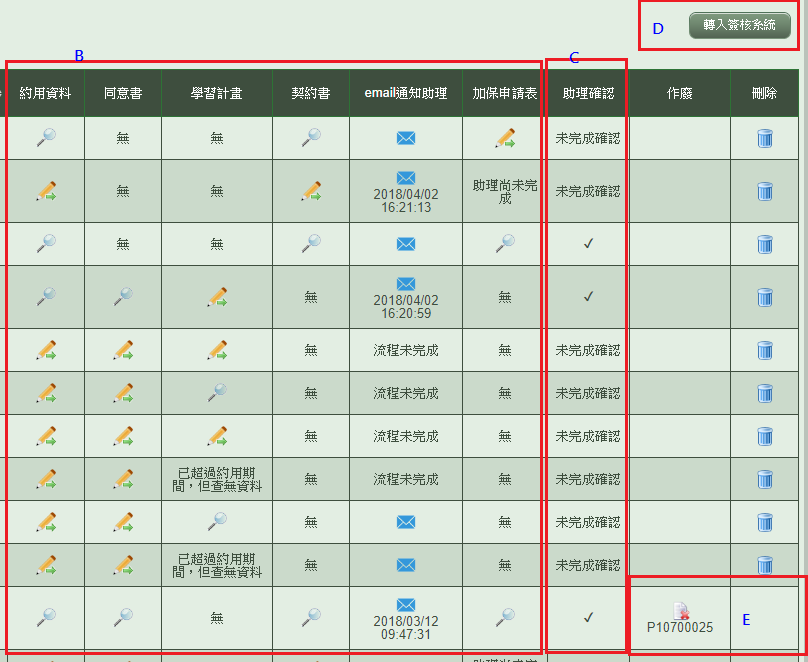 D 轉入簽核系統
B C
約用資料 同意書 學習計畫 契約書 email通知助理 加保申請表 助理確認 作廢 刪除
無 無 未完成確認
無 無 2018/04/02 16:21:13 助理尚未完成 未完成確認
無 無 ✓
無 2018/04/02 16:20:59 無 ✓
無 流程未完成 無 未完成確認
無 流程未完成 無 未完成確認
無 流程未完成 無 未完成確認
已超過約用期間，但查無資料 無 流程未完成 無 未完成確認
無 無 未完成確認
已超過約用期間，但查無資料 無 無 未完成確認
無 2018/03/12 09:47:31 ✓ P10700025 E